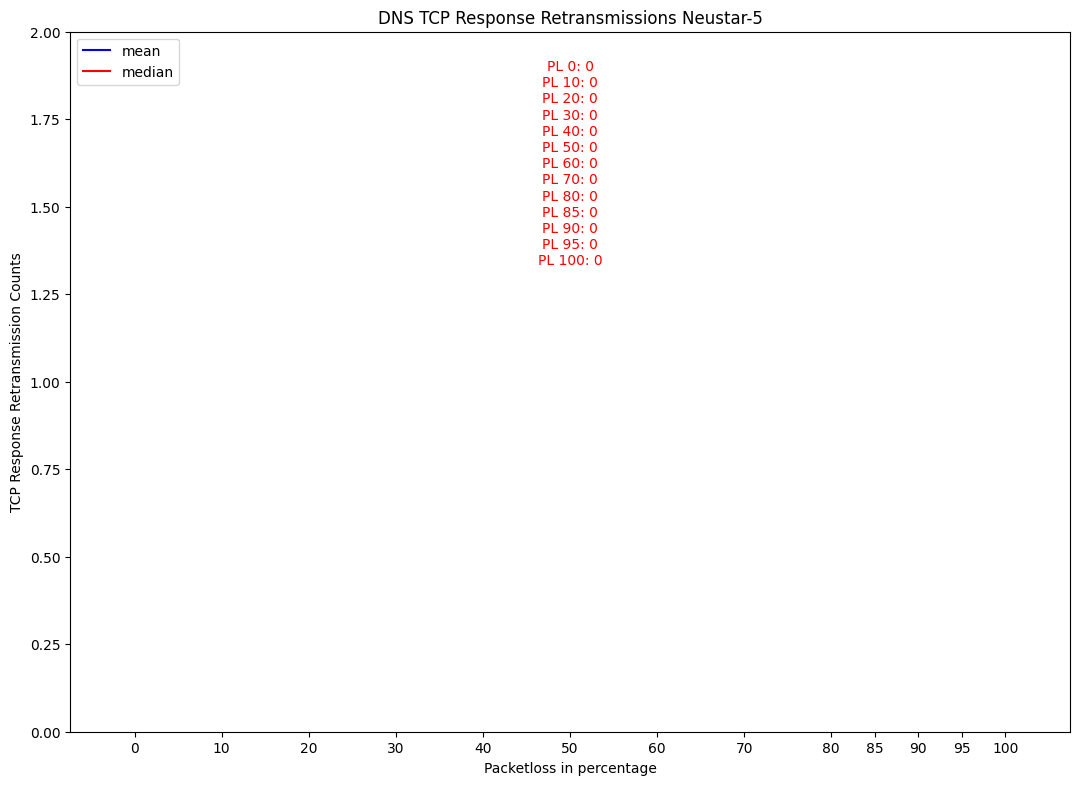 DNS TCP Response Retransmissions Neustar-5
mean
median
PL 0: 0
PL 10: 0
PL 20: 0
PL 30: 0
PL 40: 0
PL 50: 0
PL 60: 0
PL 70: 0
PL 80: 0
PL 85: 0
PL 90: 0
PL 95: 0
PL 100: 0
TCP Response Retransmission Counts
2.00
1.75
1.50
1.25
1.00
0.75
0.50
0.25
0.00
0 10 20 30 40 50 60 70 80 85 90 95 100
Packetloss in percentage